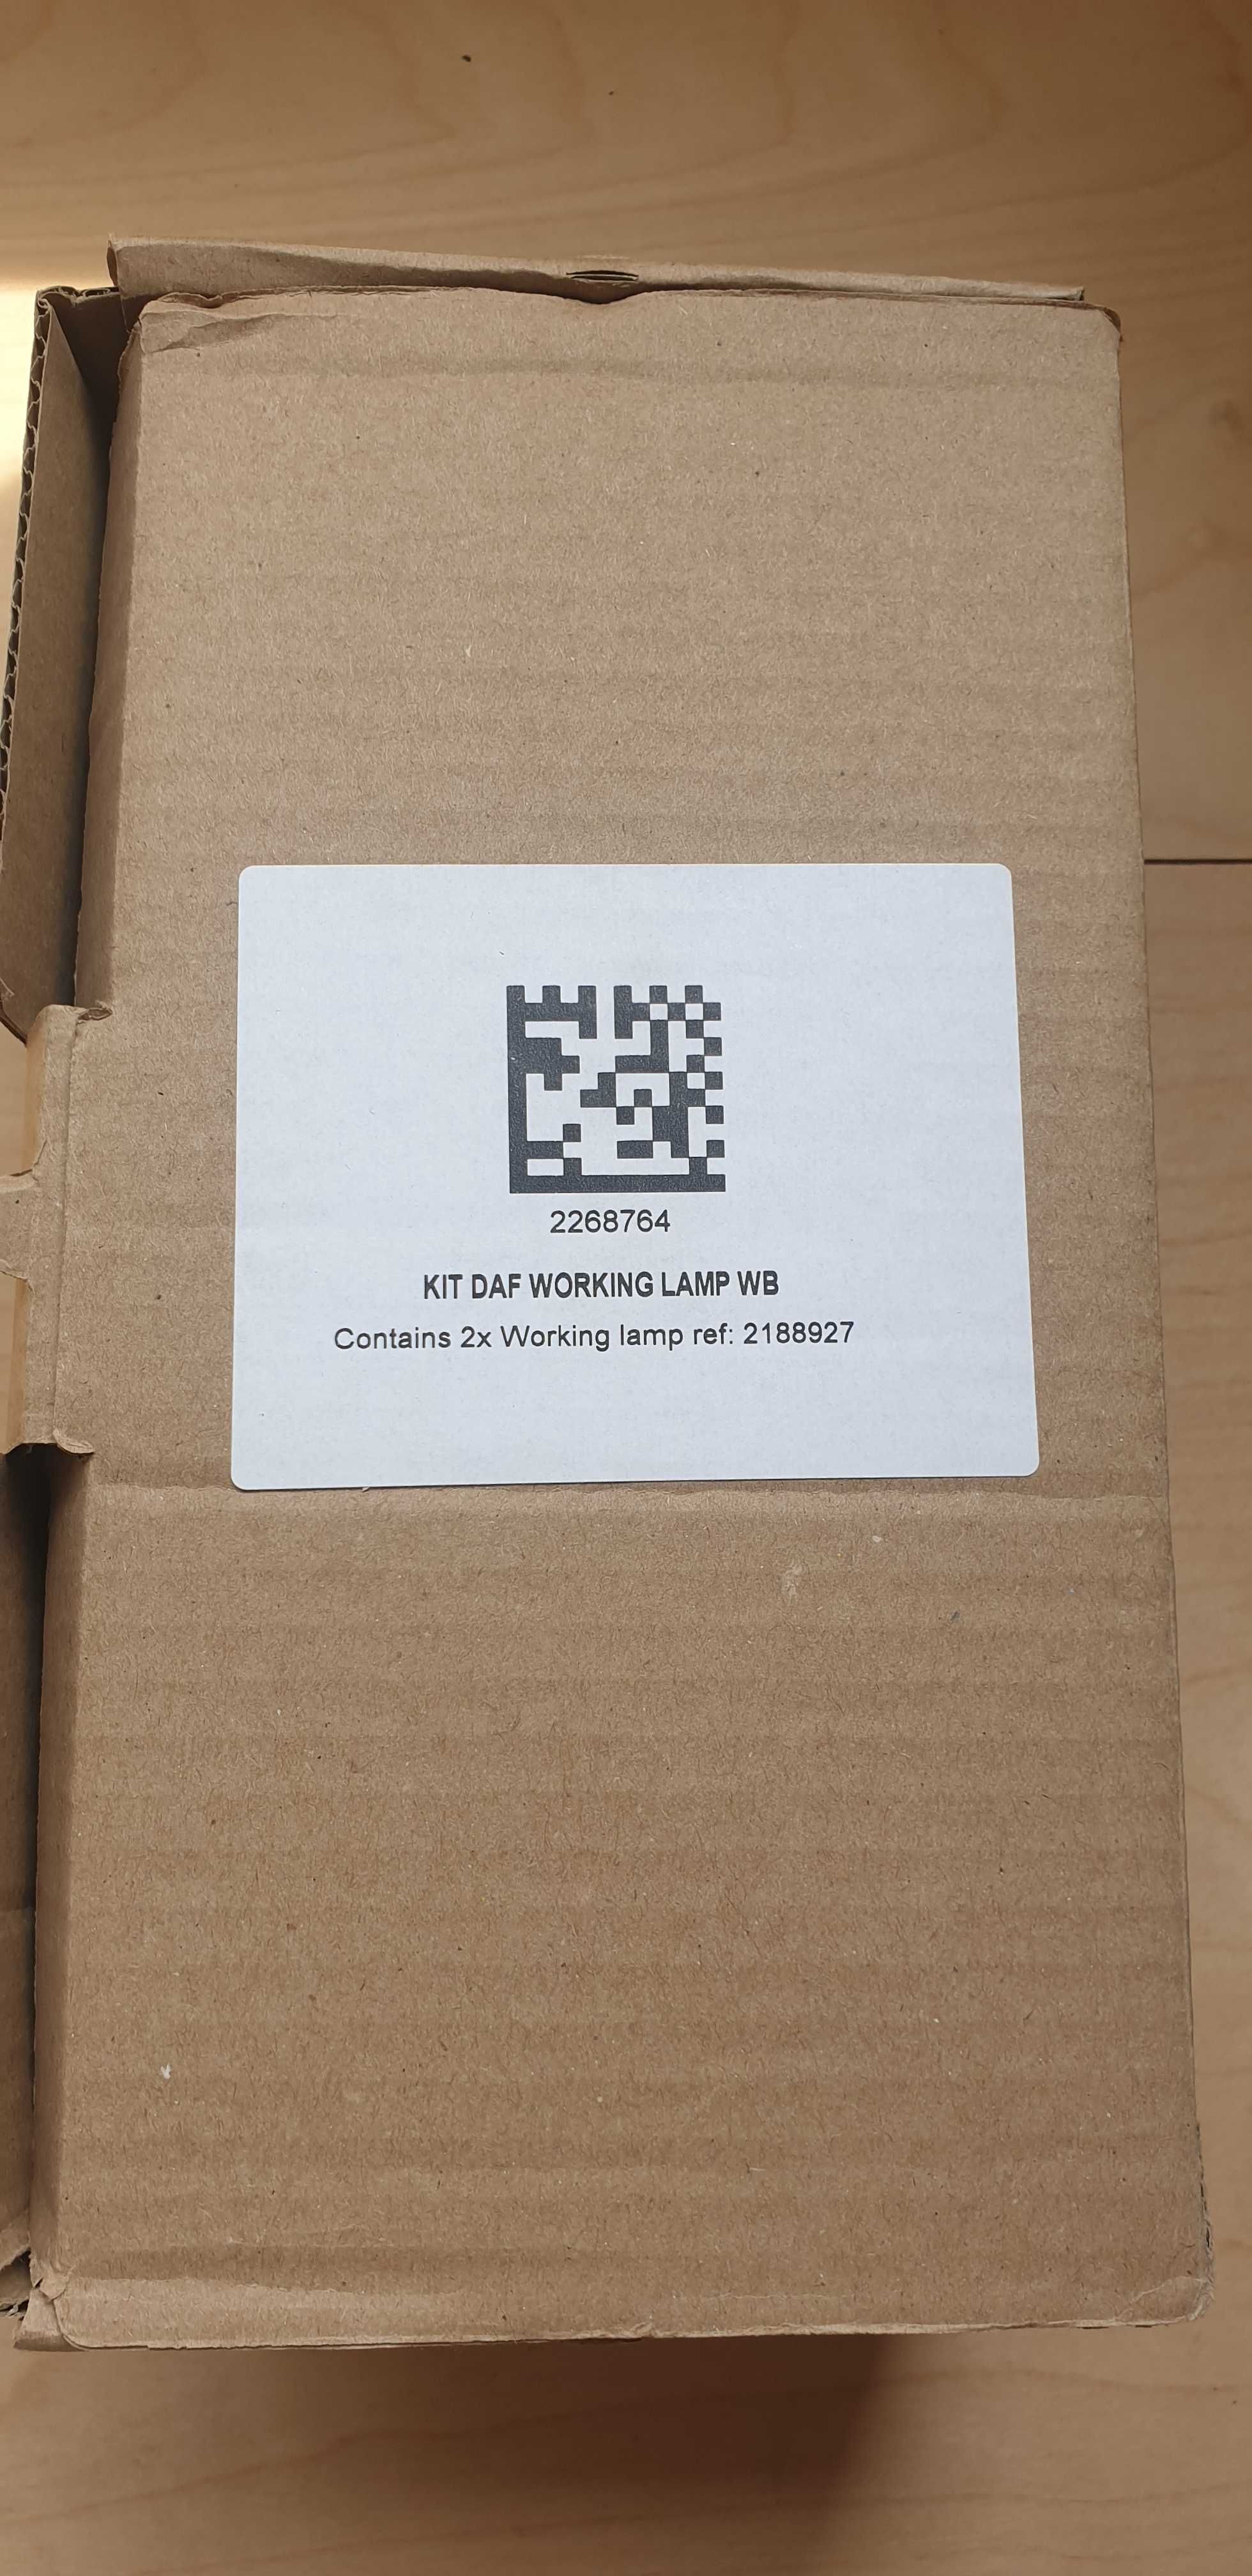 2268764
KIT DAF WORKING LAMP WB
Contains 2x Working lamp ref: 2188927